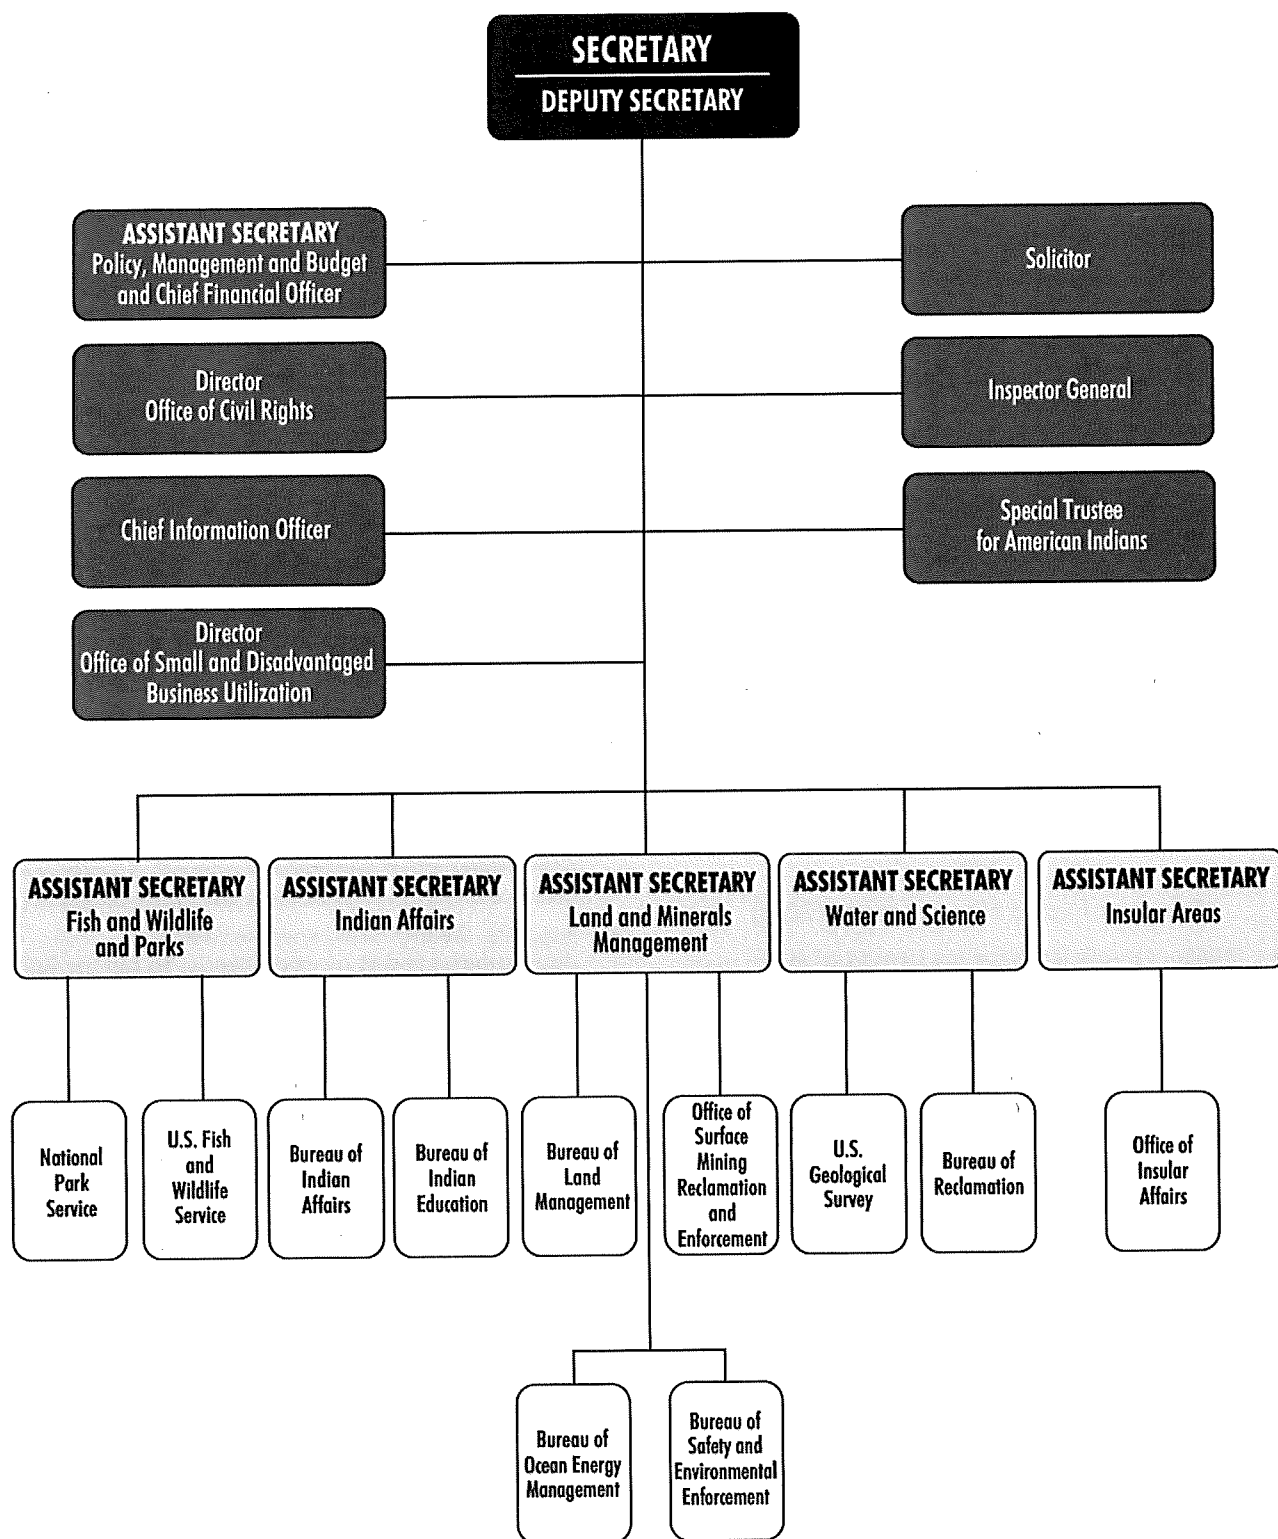 SECRETARY
DEPUTY SECRETARY
ASSISTANT SECRETARY
Policy, Management and Budget
and Chief Financial Officer
Solicitor
Director
Office of Civil Rights
Inspector General
Chief Information Officer
Special Trustee
for American Indians
Director
Office of Small and Disadvantaged
Business Utilization
ASSISTANT SECRETARY
Fish and Wildlife
and Parks
ASSISTANT SECRETARY
Indian Affairs
ASSISTANT SECRETARY
Land and Minerals
Management
ASSISTANT SECRETARY
Water and Science
ASSISTANT SECRETARY
Insular Areas
National
Park
Service
U.S. Fish
and
Wildlife
Service
Bureau of
Indian
Affairs
Bureau of
Indian
Education
Bureau of
Land
Management
Office of
Surface
Mining
Reclamation
and
Enforcement
U.S.
Geological
Survey
Bureau of
Reclamation
Office of
Insular
Affairs
Bureau of
Ocean Energy
Management
Bureau of
Safety and
Environmental
Enforcement